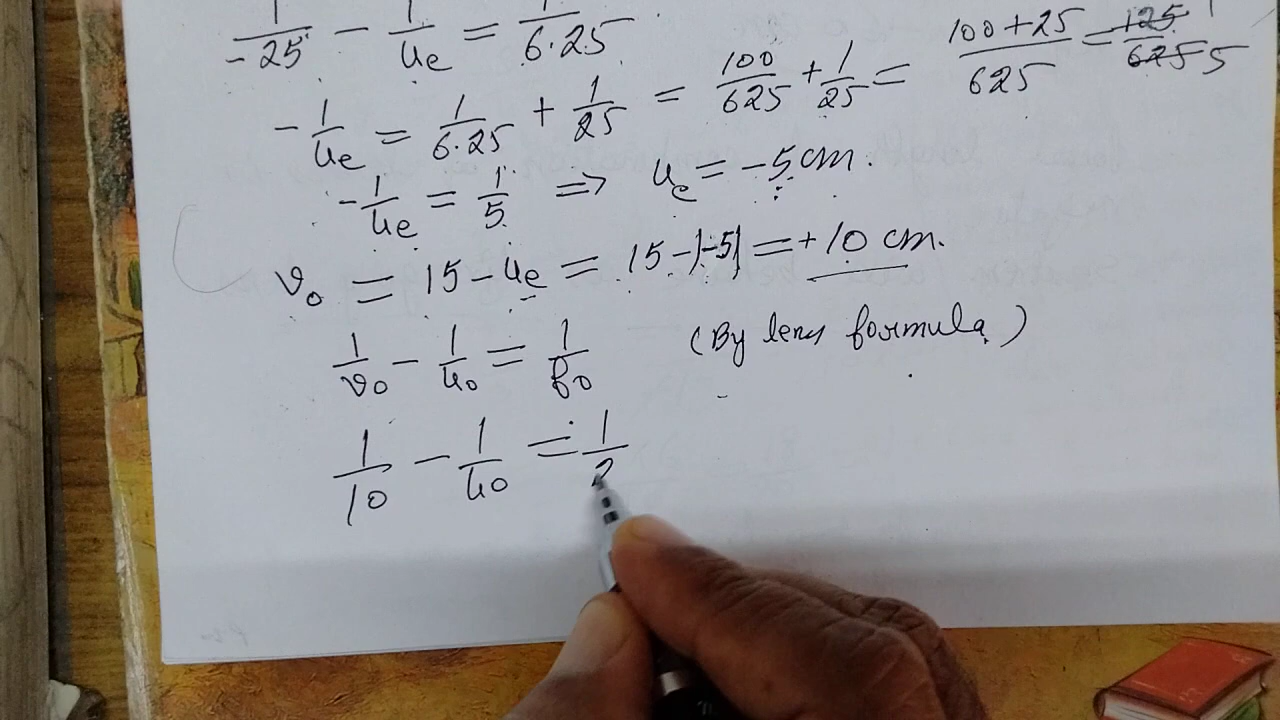 1/-25 - 1/ue = 1/6.25
-1/ue = 1/6.25 + 1/25 = 100/625 + 1/25 = 100+25/625 = 125/625 1/5
-1/ue = 1/5 => ue = -5 cm.
v₀ = 15 - ue = 15 - |-5| = +10 cm.
1/v₀ - 1/u₀ = 1/f₀ (By lens formula)
1/10 - 1/u₀ = 1/2